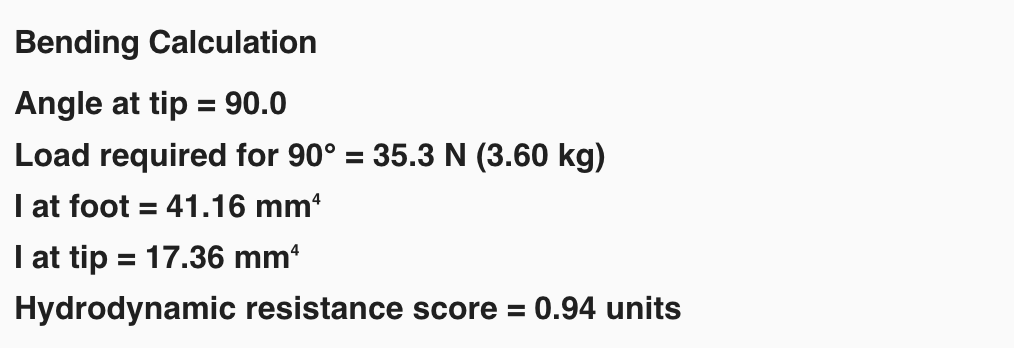 Bending Calculation
Angle at tip = 90.0
Load required for 90° = 35.3 N (3.60 kg)
I at foot = 41.16 mm⁴
I at tip = 17.36 mm⁴
Hydrodynamic resistance score = 0.94 units